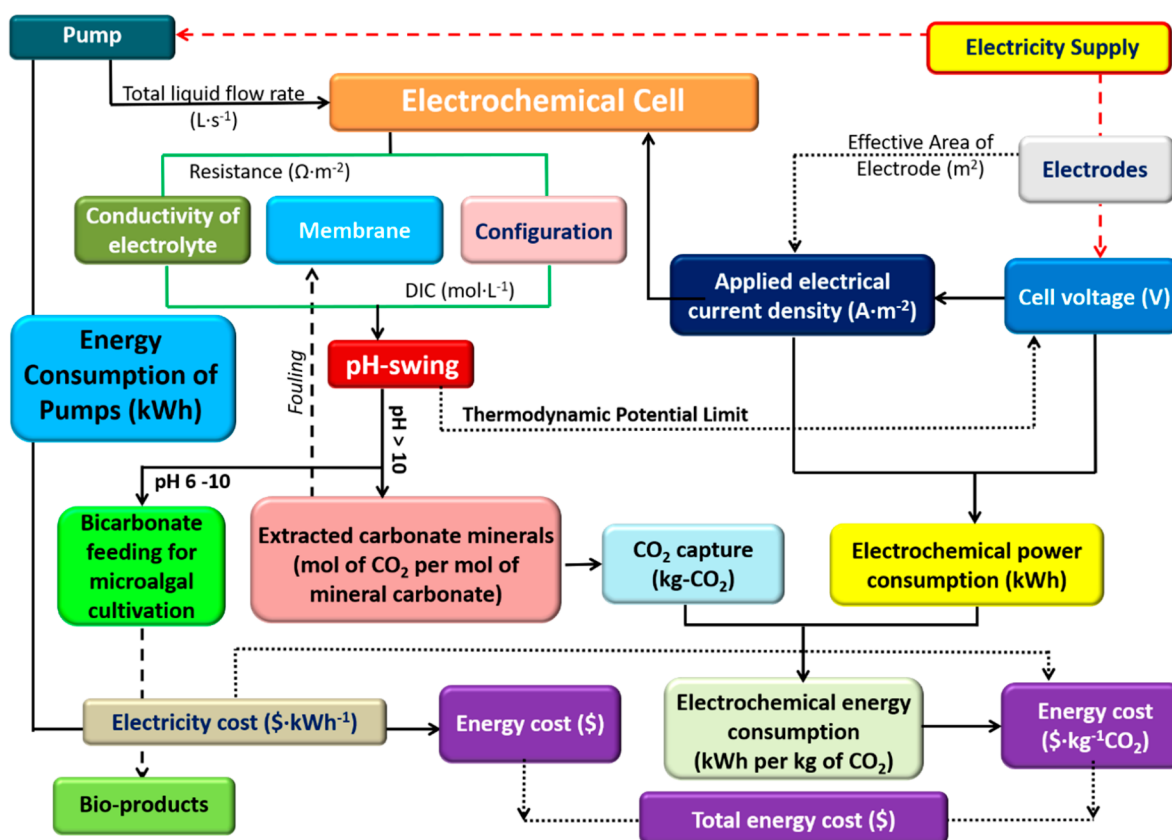 Pump
Electricity Supply
Total liquid flow rate
(L·s⁻¹)
Electrochemical Cell
Effective Area of
Electrode (m²)
Electrodes
Resistance (Ω·m⁻²)
Conductivity of
electrolyte
Membrane
Configuration
DIC (mol·L⁻¹)
Applied electrical
current density (A·m⁻²)
Cell voltage (V)
Energy
Consumption of
Pumps (kWh)
Fouling
pH-swing
Thermodynamic Potential Limit
pH > 10
pH 6 -10
Bicarbonate
feeding for
microalgal
cultivation
Extracted carbonate minerals
(mol of CO₂ per mol of
mineral carbonate)
CO₂ capture
(kg-CO₂)
Electrochemical power
consumption (kWh)
Electricity cost ($·kWh⁻¹)
Energy cost ($)
Electrochemical energy
consumption
(kWh per kg of CO₂)
Energy cost
($·kg⁻¹CO₂)
Bio-products
Total energy cost ($)